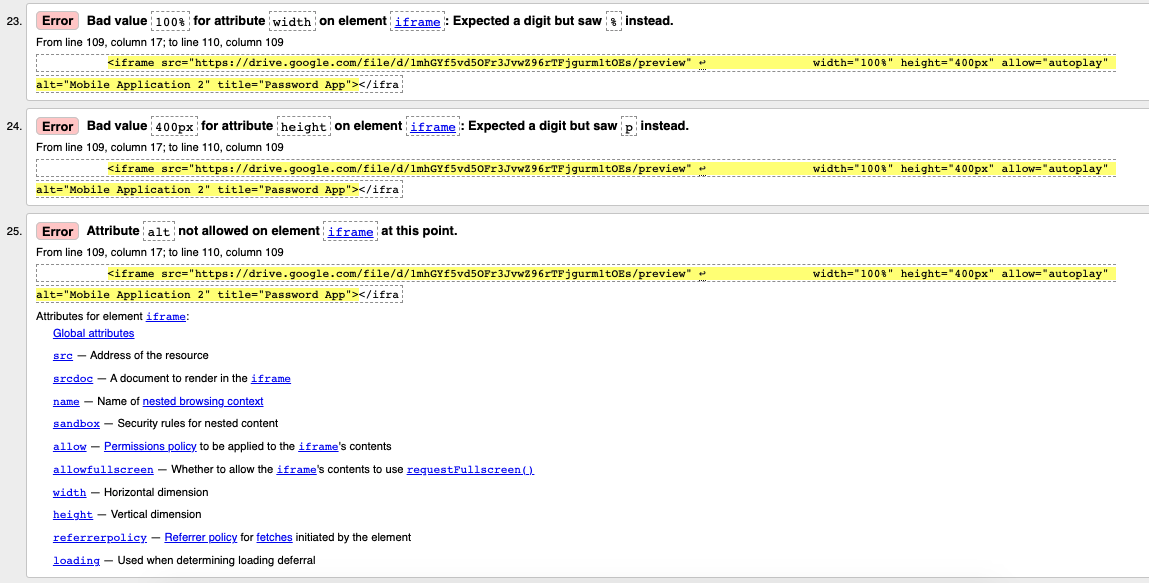 23. Error Bad value 100% for attribute width on element iframe: Expected a digit but saw % instead.
From line 109, column 17; to line 110, column 109
<iframe src="https://drive.google.com/file/d/1mhGYf5vd5OFr3JvwZ96rTFjgurmltOEs/preview" ↩ width="100%" height="400px" allow="autoplay"
alt="Mobile Application 2" title="Password App"></ifra
24. Error Bad value 400px for attribute height on element iframe: Expected a digit but saw p instead.
From line 109, column 17; to line 110, column 109
<iframe src="https://drive.google.com/file/d/1mhGYf5vd5OFr3JvwZ96rTFjgurmltOEs/preview" ↩ width="100%" height="400px" allow="autoplay"
alt="Mobile Application 2" title="Password App"></ifra
25. Error Attribute alt not allowed on element iframe at this point.
From line 109, column 17; to line 110, column 109
<iframe src="https://drive.google.com/file/d/1mhGYf5vd5OFr3JvwZ96rTFjgurmltOEs/preview" ↩ width="100%" height="400px" allow="autoplay"
alt="Mobile Application 2" title="Password App"></ifra
Attributes for element iframe:
Global attributes
src — Address of the resource
srcdoc — A document to render in the iframe
name — Name of nested browsing context
sandbox — Security rules for nested content
allow — Permissions policy to be applied to the iframe's contents
allowfullscreen — Whether to allow the iframe's contents to use requestFullscreen()
width — Horizontal dimension
height — Vertical dimension
referrerpolicy — Referrer policy for fetches initiated by the element
loading — Used when determining loading deferral